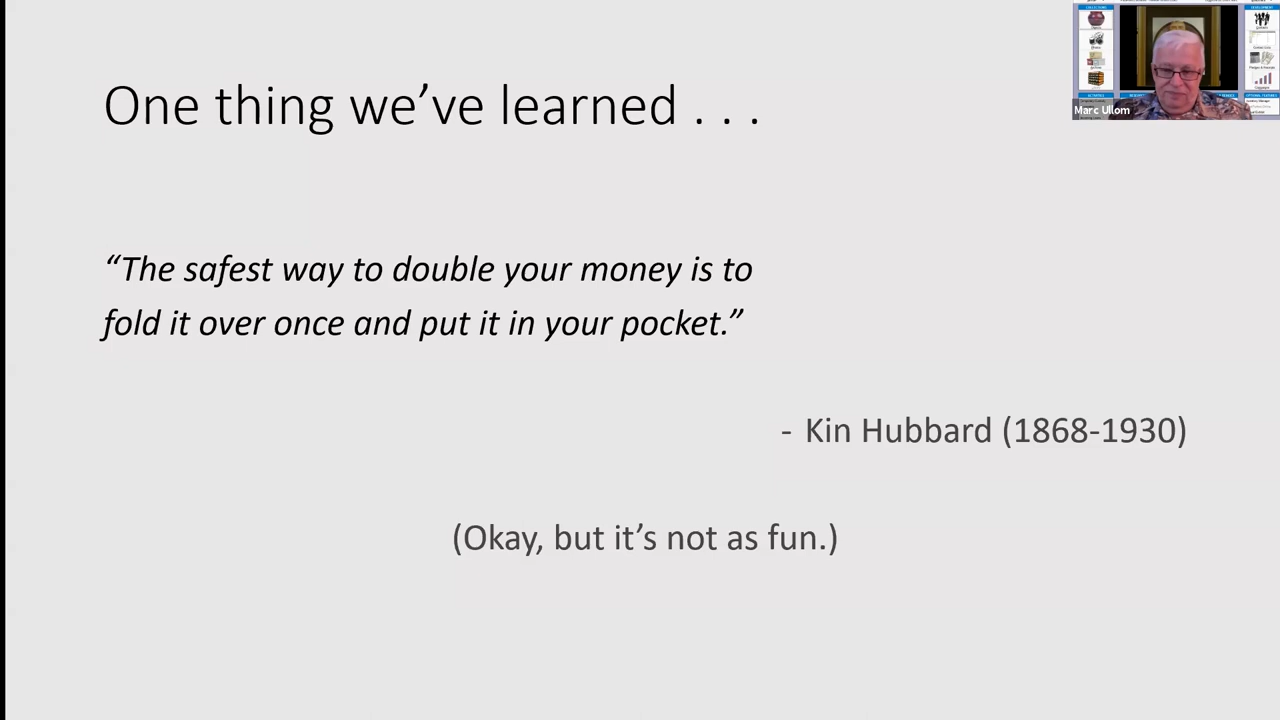 One thing we’ve learned . . .
“The safest way to double your money is to
fold it over once and put it in your pocket.”
- Kin Hubbard (1868-1930)
(Okay, but it’s not as fun.)
Marc Ullom